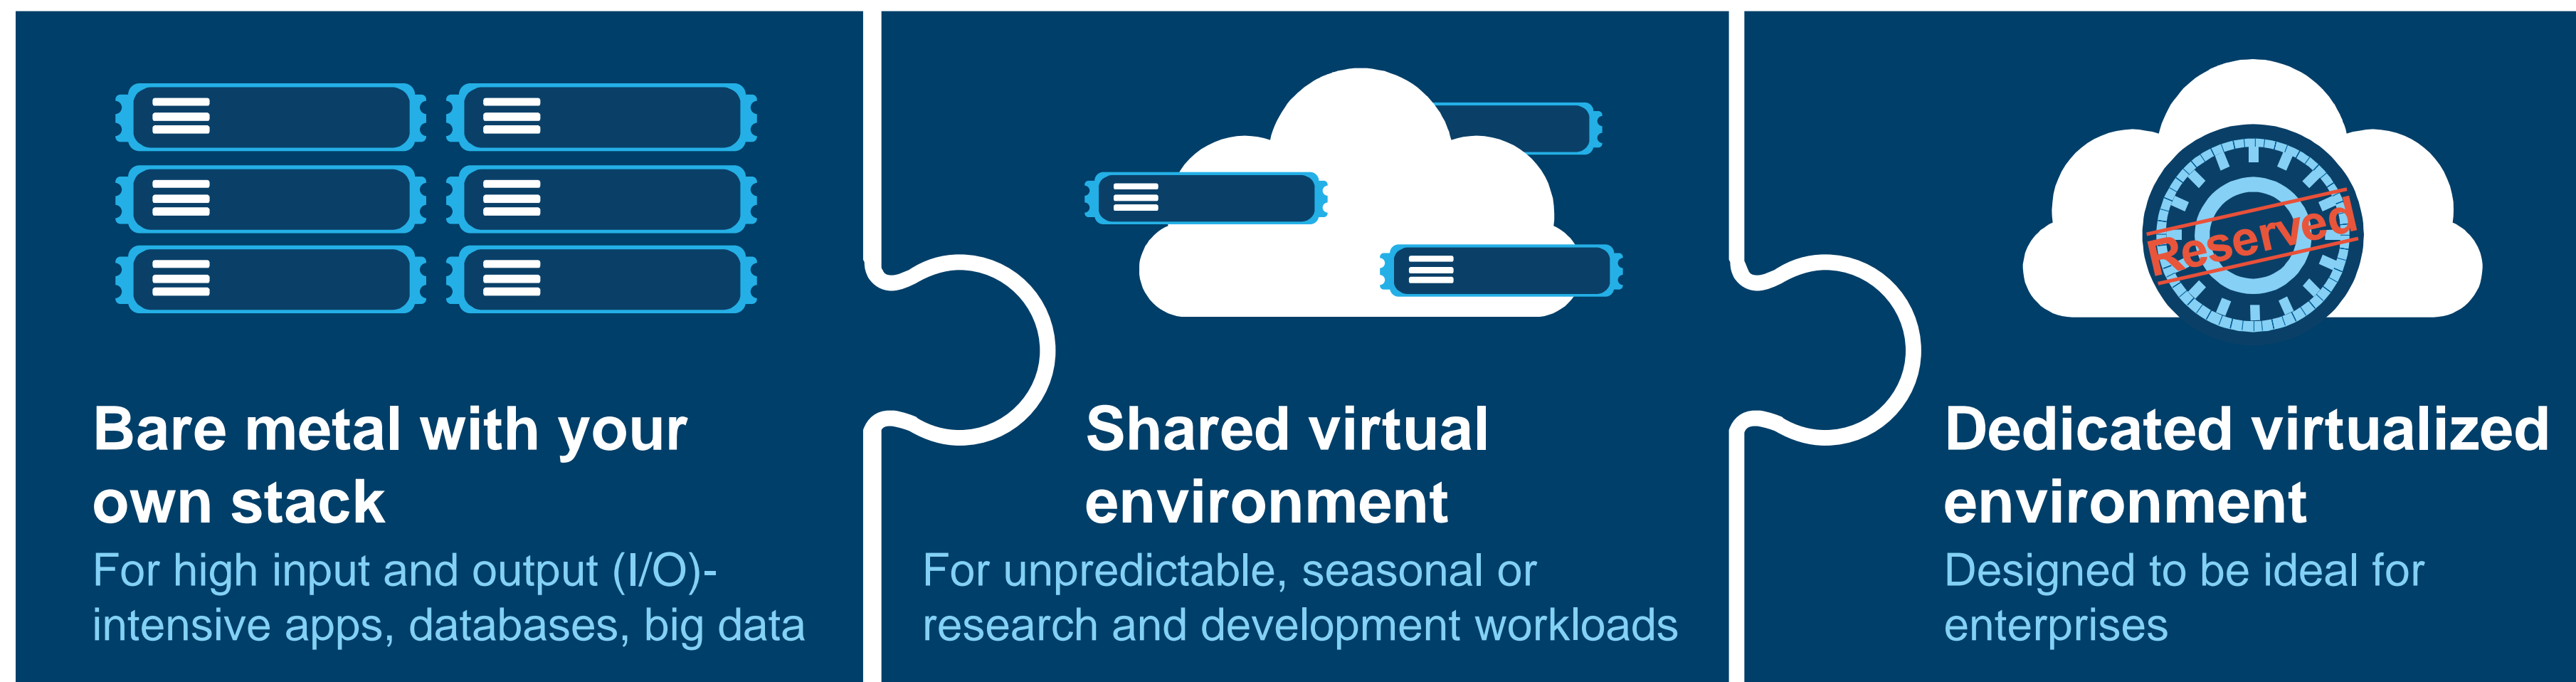 Reserved
Bare metal with your
own stack
For high input and output (I/O)-
intensive apps, databases, big data
Shared virtual
environment
For unpredictable, seasonal or
research and development workloads
Dedicated virtualized
environment
Designed to be ideal for
enterprises